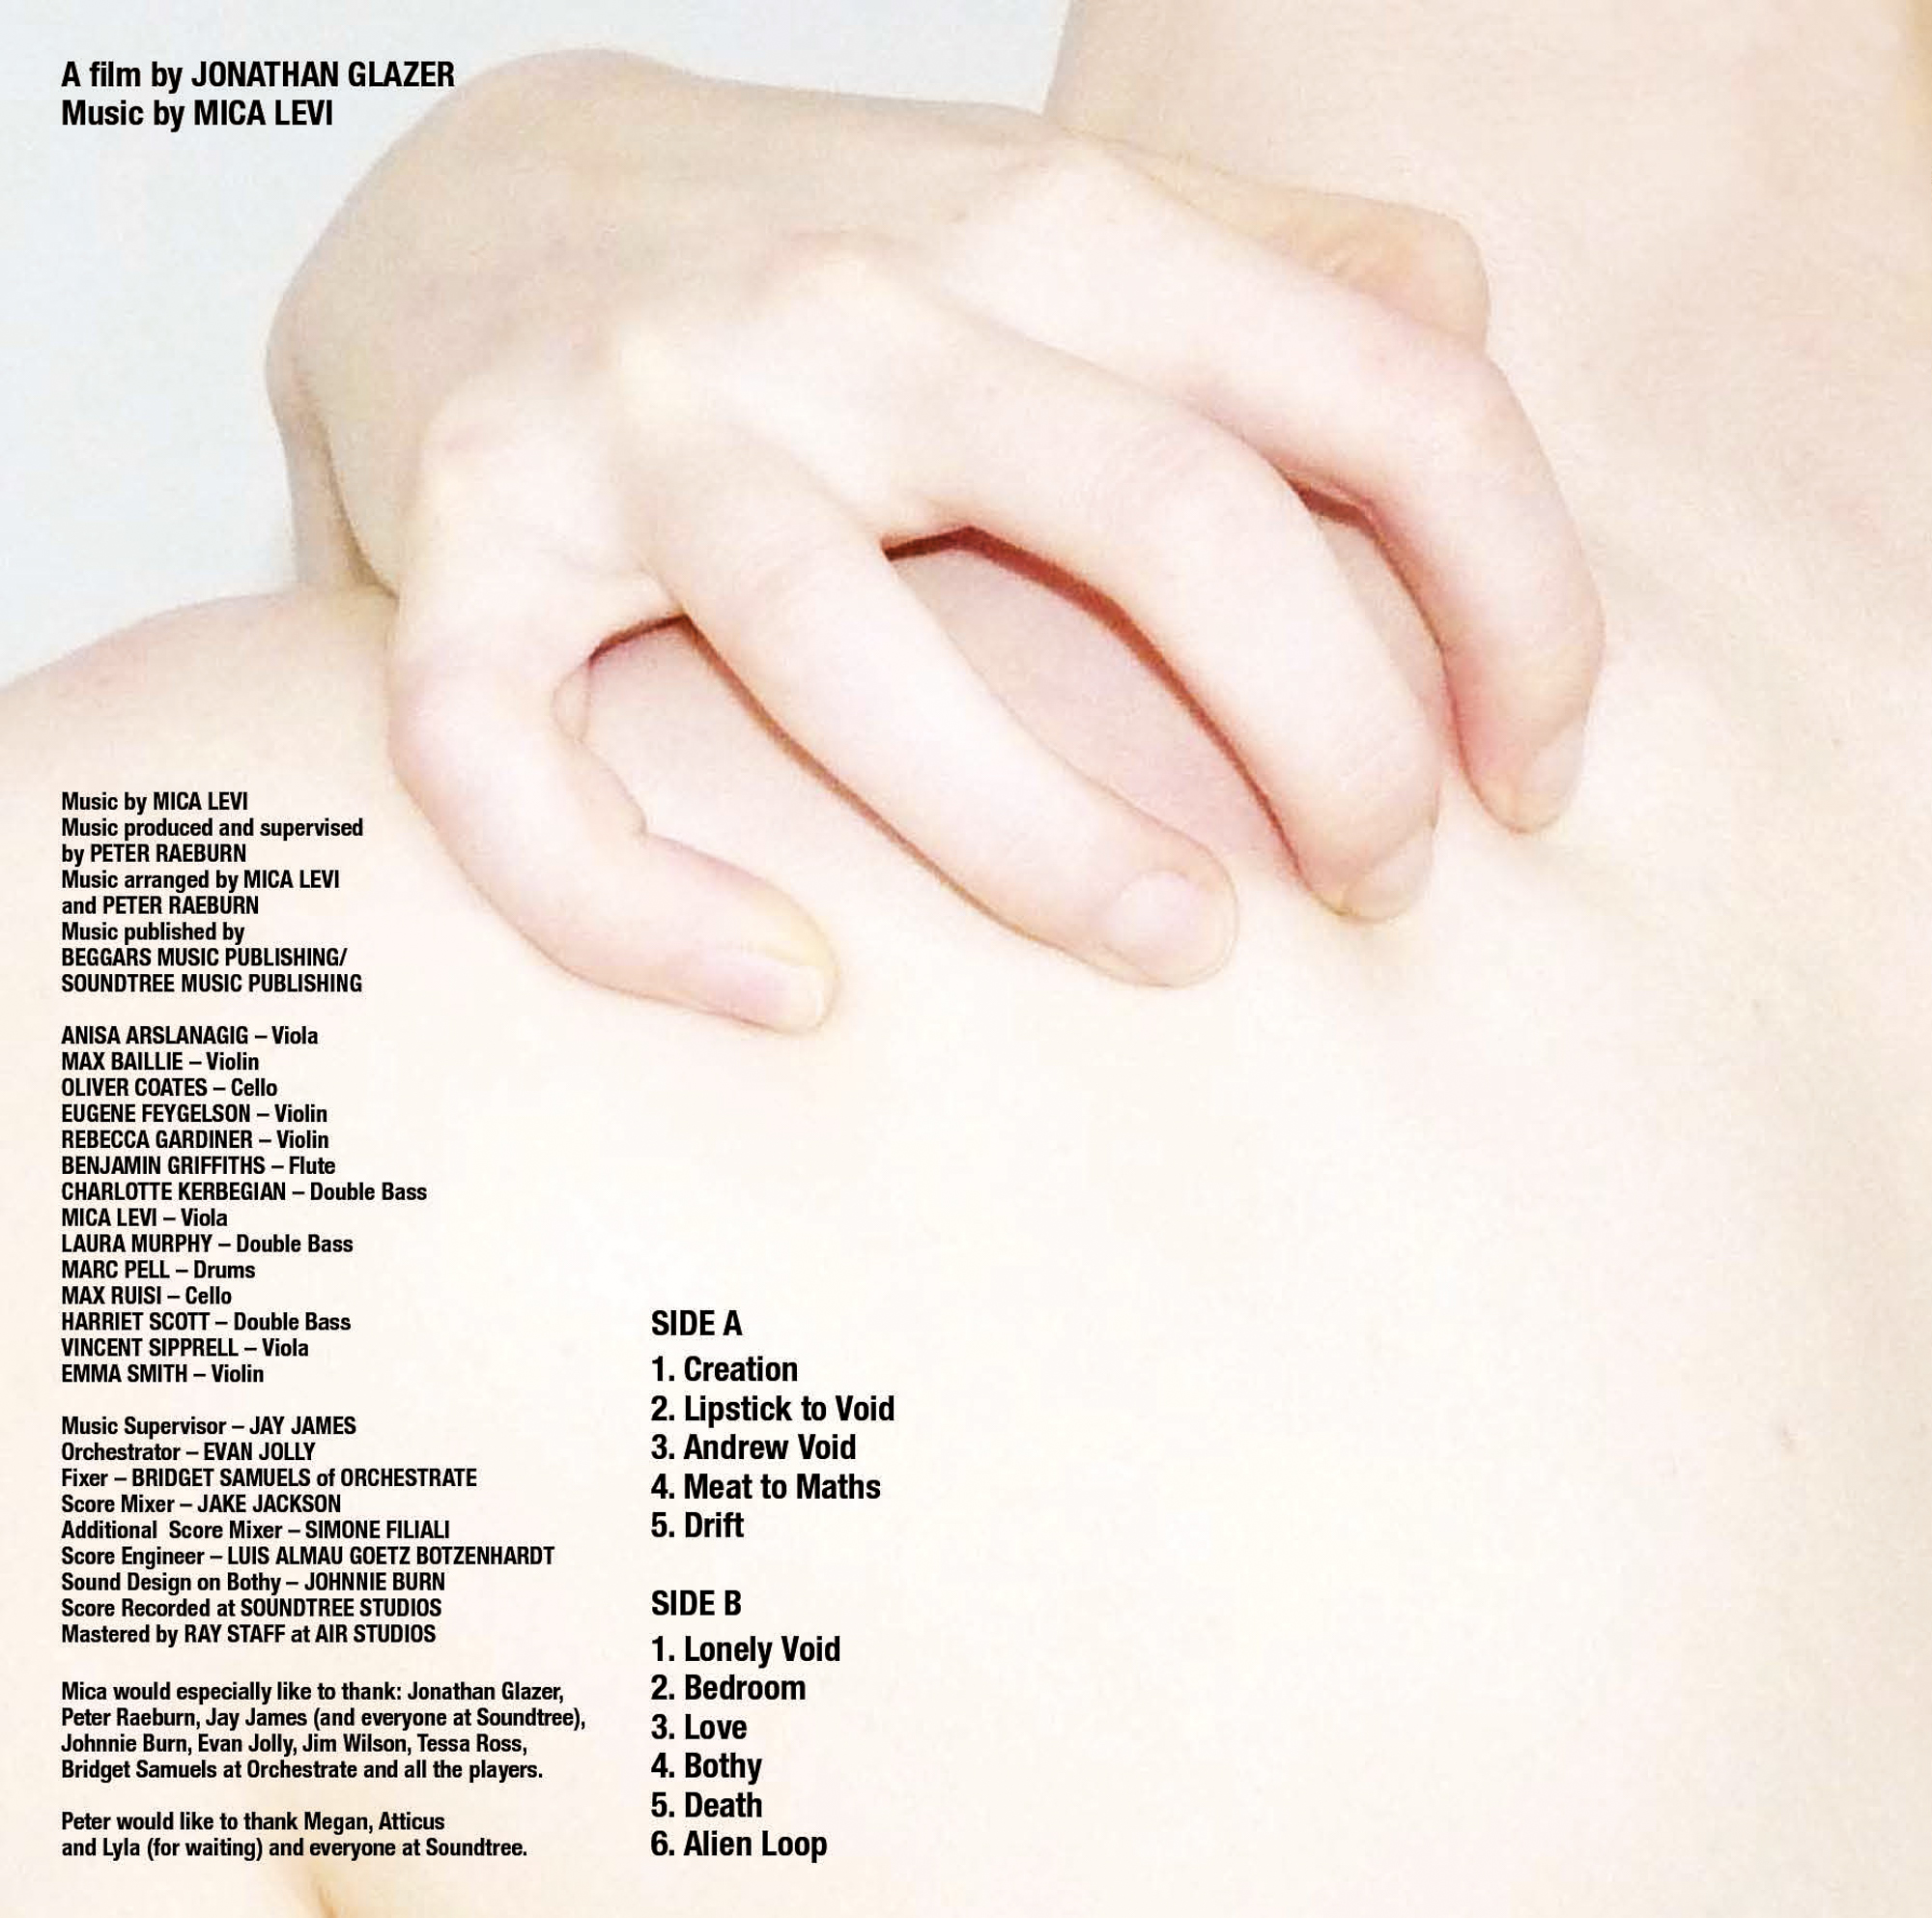 A film by JONATHAN GLAZER
Music by MICA LEVI
Music by MICA LEVI
Music produced and supervised
by PETER RAEBURN
Music arranged by MICA LEVI
and PETER RAEBURN
Music published by
BEGGARS MUSIC PUBLISHING/
SOUNDTREE MUSIC PUBLISHING
ANISA ARSLANAGIG – Viola
MAX BAILLIE – Violin
OLIVER COATES – Cello
EUGENE FEYGELSON – Violin
REBECCA GARDINER – Violin
BENJAMIN GRIFFITHS – Flute
CHARLOTTE KERBEGIAN – Double Bass
MICA LEVI – Viola
LAURA MURPHY – Double Bass
MARC PELL – Drums
MAX RUISI – Cello
HARRIET SCOTT – Double Bass
VINCENT SIPPRELL – Viola
EMMA SMITH – Violin
Music Supervisor – JAY JAMES
Orchestrator – EVAN JOLLY
Fixer – BRIDGET SAMUELS of ORCHESTRATE
Score Mixer – JAKE JACKSON
Additional  Score Mixer – SIMONE FILIALI
Score Engineer – LUIS ALMAU GOETZ BOTZENHARDT
Sound Design on Bothy – JOHNNIE BURN
Score Recorded at SOUNDTREE STUDIOS
Mastered by RAY STAFF at AIR STUDIOS
Mica would especially like to thank: Jonathan Glazer,
Peter Raeburn, Jay James (and everyone at Soundtree),
Johnnie Burn, Evan Jolly, Jim Wilson, Tessa Ross,
Bridget Samuels at Orchestrate and all the players.
Peter would like to thank Megan, Atticus
and Lyla (for waiting) and everyone at Soundtree.
SIDE A
1. Creation
2. Lipstick to Void
3. Andrew Void
4. Meat to Maths
5. Drift
SIDE B
1. Lonely Void
2. Bedroom
3. Love
4. Bothy
5. Death
6. Alien Loop